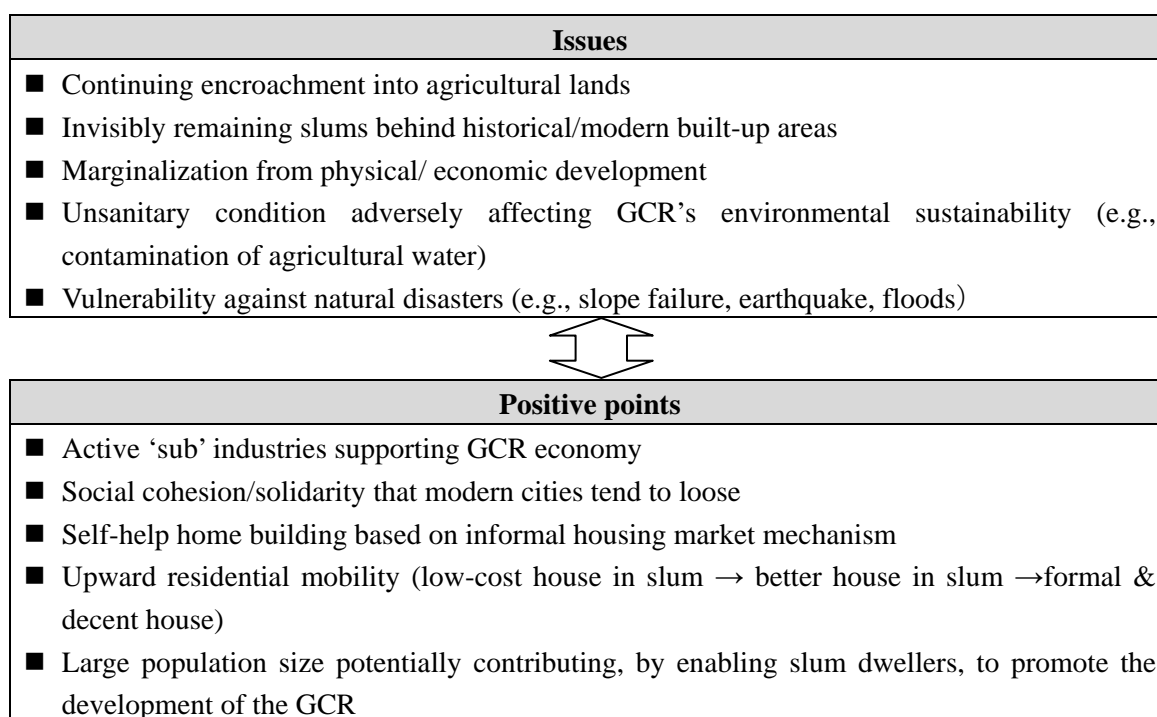 Issues
■ Continuing encroachment into agricultural lands
■ Invisibly remaining slums behind historical/modern built-up areas
■ Marginalization from physical/ economic development
■ Unsanitary condition adversely affecting GCR's environmental sustainability (e.g.,
contamination of agricultural water)
■ Vulnerability against natural disasters (e.g., slope failure, earthquake, floods）
Positive points
■ Active ‘sub’ industries supporting GCR economy
■ Social cohesion/solidarity that modern cities tend to loose
■ Self-help home building based on informal housing market mechanism
■ Upward residential mobility (low-cost house in slum → better house in slum →formal &
decent house)
■ Large population size potentially contributing, by enabling slum dwellers, to promote the
development of the GCR